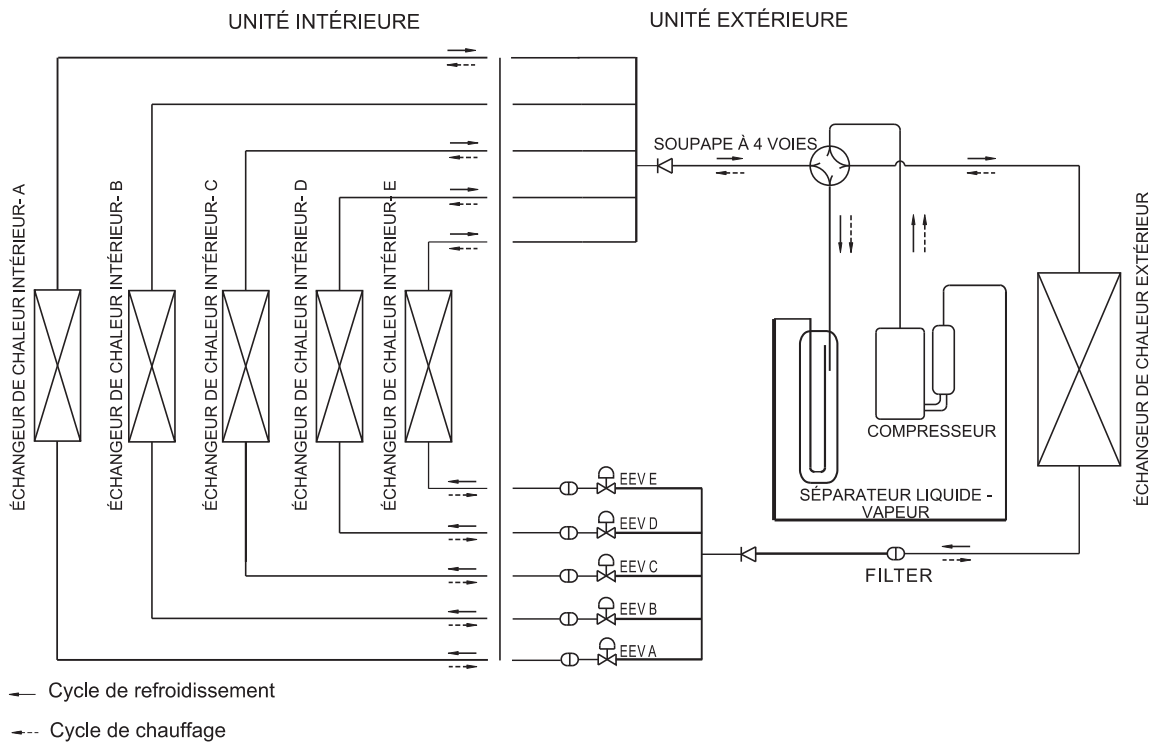 UNITÉ INTÉRIEURE
UNITÉ EXTÉRIEURE
SOUPAPE À 4 VOIES
ÉCHANGEUR DE CHALEUR INTÉRIEUR- A
ÉCHANGEUR DE CHALEUR INTÉRIEUR- B
ÉCHANGEUR DE CHALEUR INTÉRIEUR- C
ÉCHANGEUR DE CHALEUR INTÉRIEUR- D
ÉCHANGEUR DE CHALEUR INTÉRIEUR- E
ÉCHANGEUR DE CHALEUR EXTÉRIEUR
COMPRESSEUR
SÉPARATEUR LIQUIDE -
VAPEUR
EEV E
EEV D
EEV C
EEV B
EEV A
FILTER
Cycle de refroidissement
Cycle de chauffage